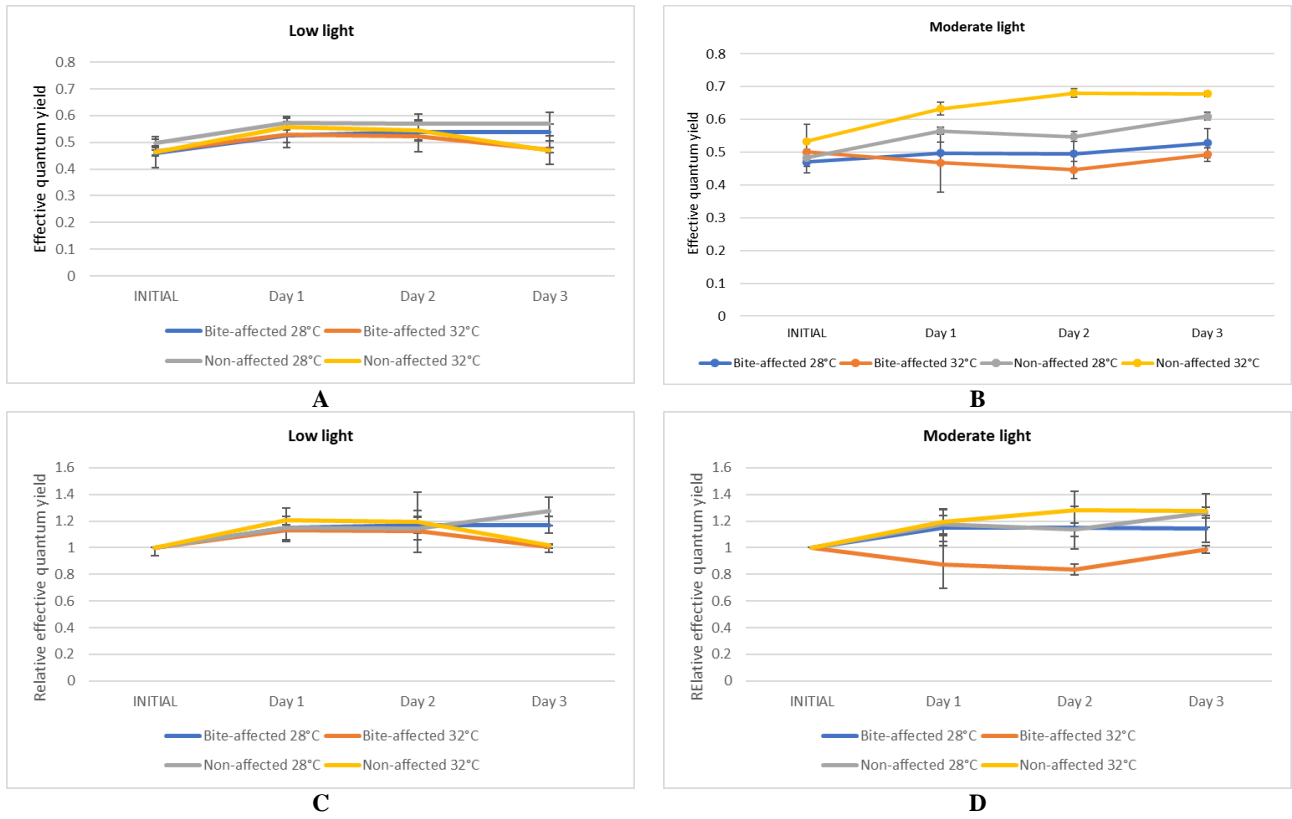 Low light
Effective quantum yield
0.8
0.7
0.6
0.5
0.4
0.3
0.2
0.1
0
INITIAL Day 1 Day 2 Day 3
Bite-affected 28°C Bite-affected 32°C
Non-affected 28°C Non-affected 32°C
A
Moderate light
Effective quantum yield
0.8
0.7
0.6
0.5
0.4
0.3
0.2
0.1
0
INITIAL Day 1 Day 2 Day 3
Bite-affected 28°C Bite-affected 32°C Non-affected 28°C Non-affected 32°C
B
Low light
Relative effective quantum yield
1.6
1.4
1.2
1
0.8
0.6
0.4
0.2
0
INITIAL Day 1 Day 2 Day 3
Bite-affected 28°C Bite-affected 32°C
Non-affected 28°C Non-affected 32°C
C
Moderate light
RElative effective quantum yield
1.6
1.4
1.2
1
0.8
0.6
0.4
0.2
0
INITIAL Day 1 Day 2 Day 3
Bite-affected 28°C Bite-affected 32°C
Non-affected 28°C Non-affected 32°C
D